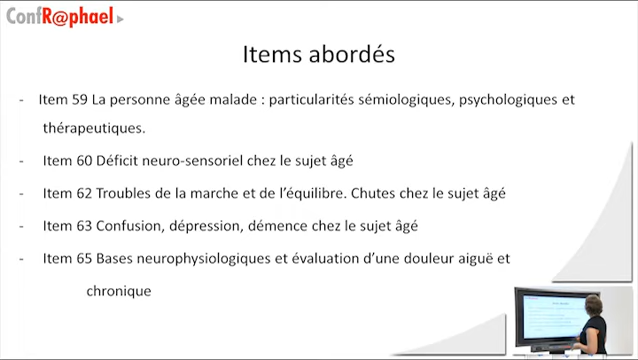 ConfR@phael
Items abordés
- Item 59 La personne âgée malade : particularités sémiologiques, psychologiques et
thérapeutiques.
- Item 60 Déficit neuro-sensoriel chez le sujet âgé
- Item 62 Troubles de la marche et de l'équilibre. Chutes chez le sujet âgé
- Item 63 Confusion, dépression, démence chez le sujet âgé
- Item 65 Bases neurophysiologiques et évaluation d'une douleur aiguë et
chronique